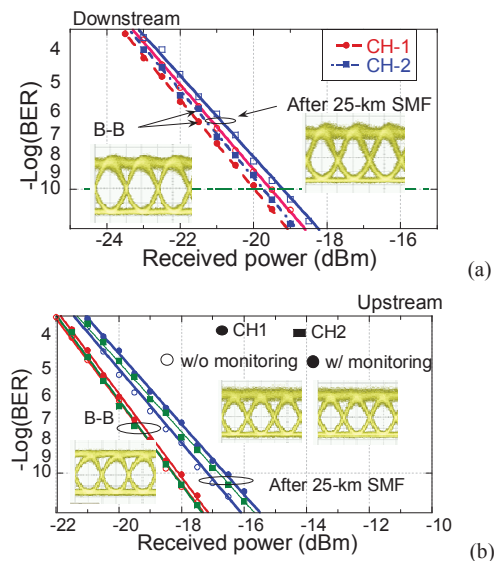 Downstream
4
5
6
7
8
9
10
-Log(BER)
CH-1
CH-2
B-B
After 25-km SMF
-24 -22 -20 -18 -16
Received power (dBm)
(a)
Upstream
4
5
6
7
8
9
10
-Log(BER)
CH1 CH2
w/o monitoring w/ monitoring
B-B
After 25-km SMF
-22 -20 -18 -16 -14 -12 -10
Received power (dBm)
(b)